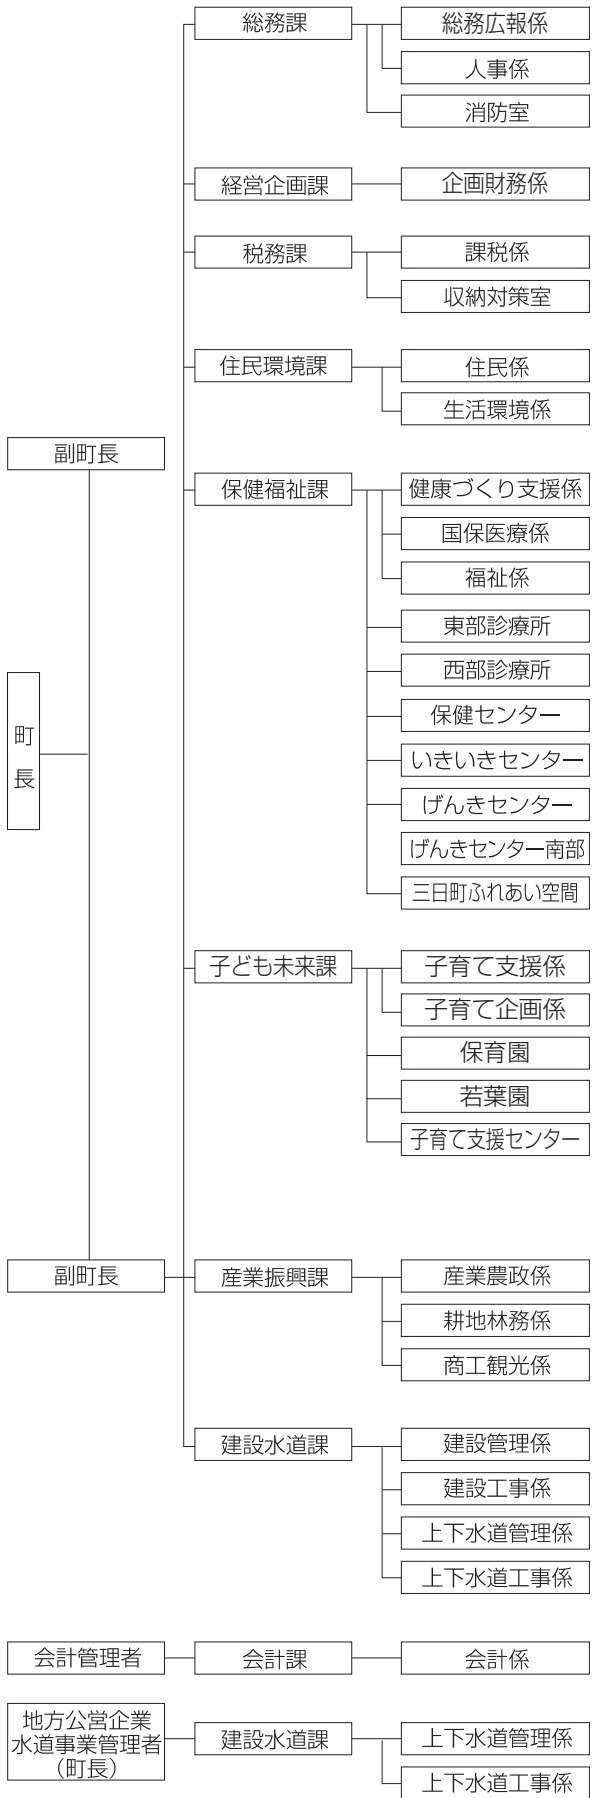 総務課
総務広報係
人事係
消防室
経営企画課
企画財務係
税務課
課税係
収納対策室
住民環境課
住民係
生活環境係
副町長
保健福祉課
健康づくり支援係
国保医療係
福祉係
東部診療所
西部診療所
保健センター
いきいきセンター
げんきセンター
げんきセンター南部
三日町ふれあい空間
町長
子ども未来課
子育て支援係
子育て企画係
保育園
若葉園
子育て支援センター
副町長
産業振興課
産業農政係
耕地林務係
商工観光係
建設水道課
建設管理係
建設工事係
上下水道管理係
上下水道工事係
会計管理者
会計課
会計係
地方公営企業
水道事業管理者
（町長）
建設水道課
上下水道管理係
上下水道工事係